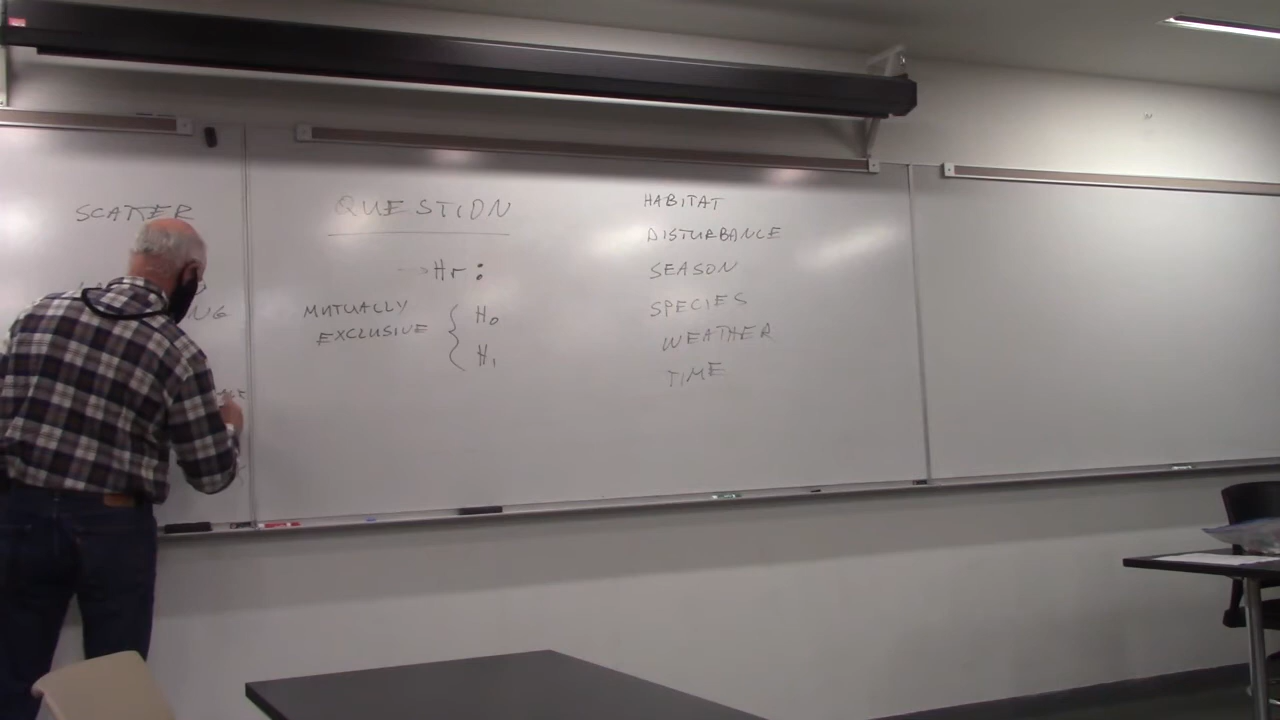 SCATTER
QUESTION
Hr:
MUTUALLY
EXCLUSIVE
H0
H1
HABITAT
DISTURBANCE
SEASON
SPECIES
WEATHER
TIME